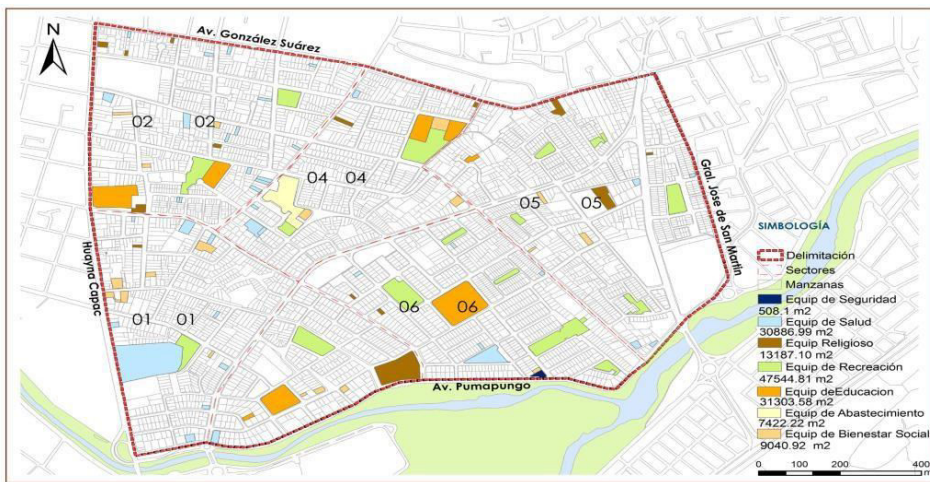 N
Av. González Suárez
02 02
04 04
05 05
Gral. Jose de San Martín
Huayna Capac
01 01
06 06
Av. Pumapungo
SIMBOLOGÍA
Delimitación
Sectores
Manzanas
Equip de Seguridad
508.1 m2
Equip de Salud
30886.99 m2
Equip Religioso
13187.10 m2
Equip de Recreación
47544.81 m2
Equip deEducacion
31303.58 m2
Equip de Abastecimiento
7422.22 m2
Equip de Bienestar Social
9040.92 m2
0 100 200 400
m